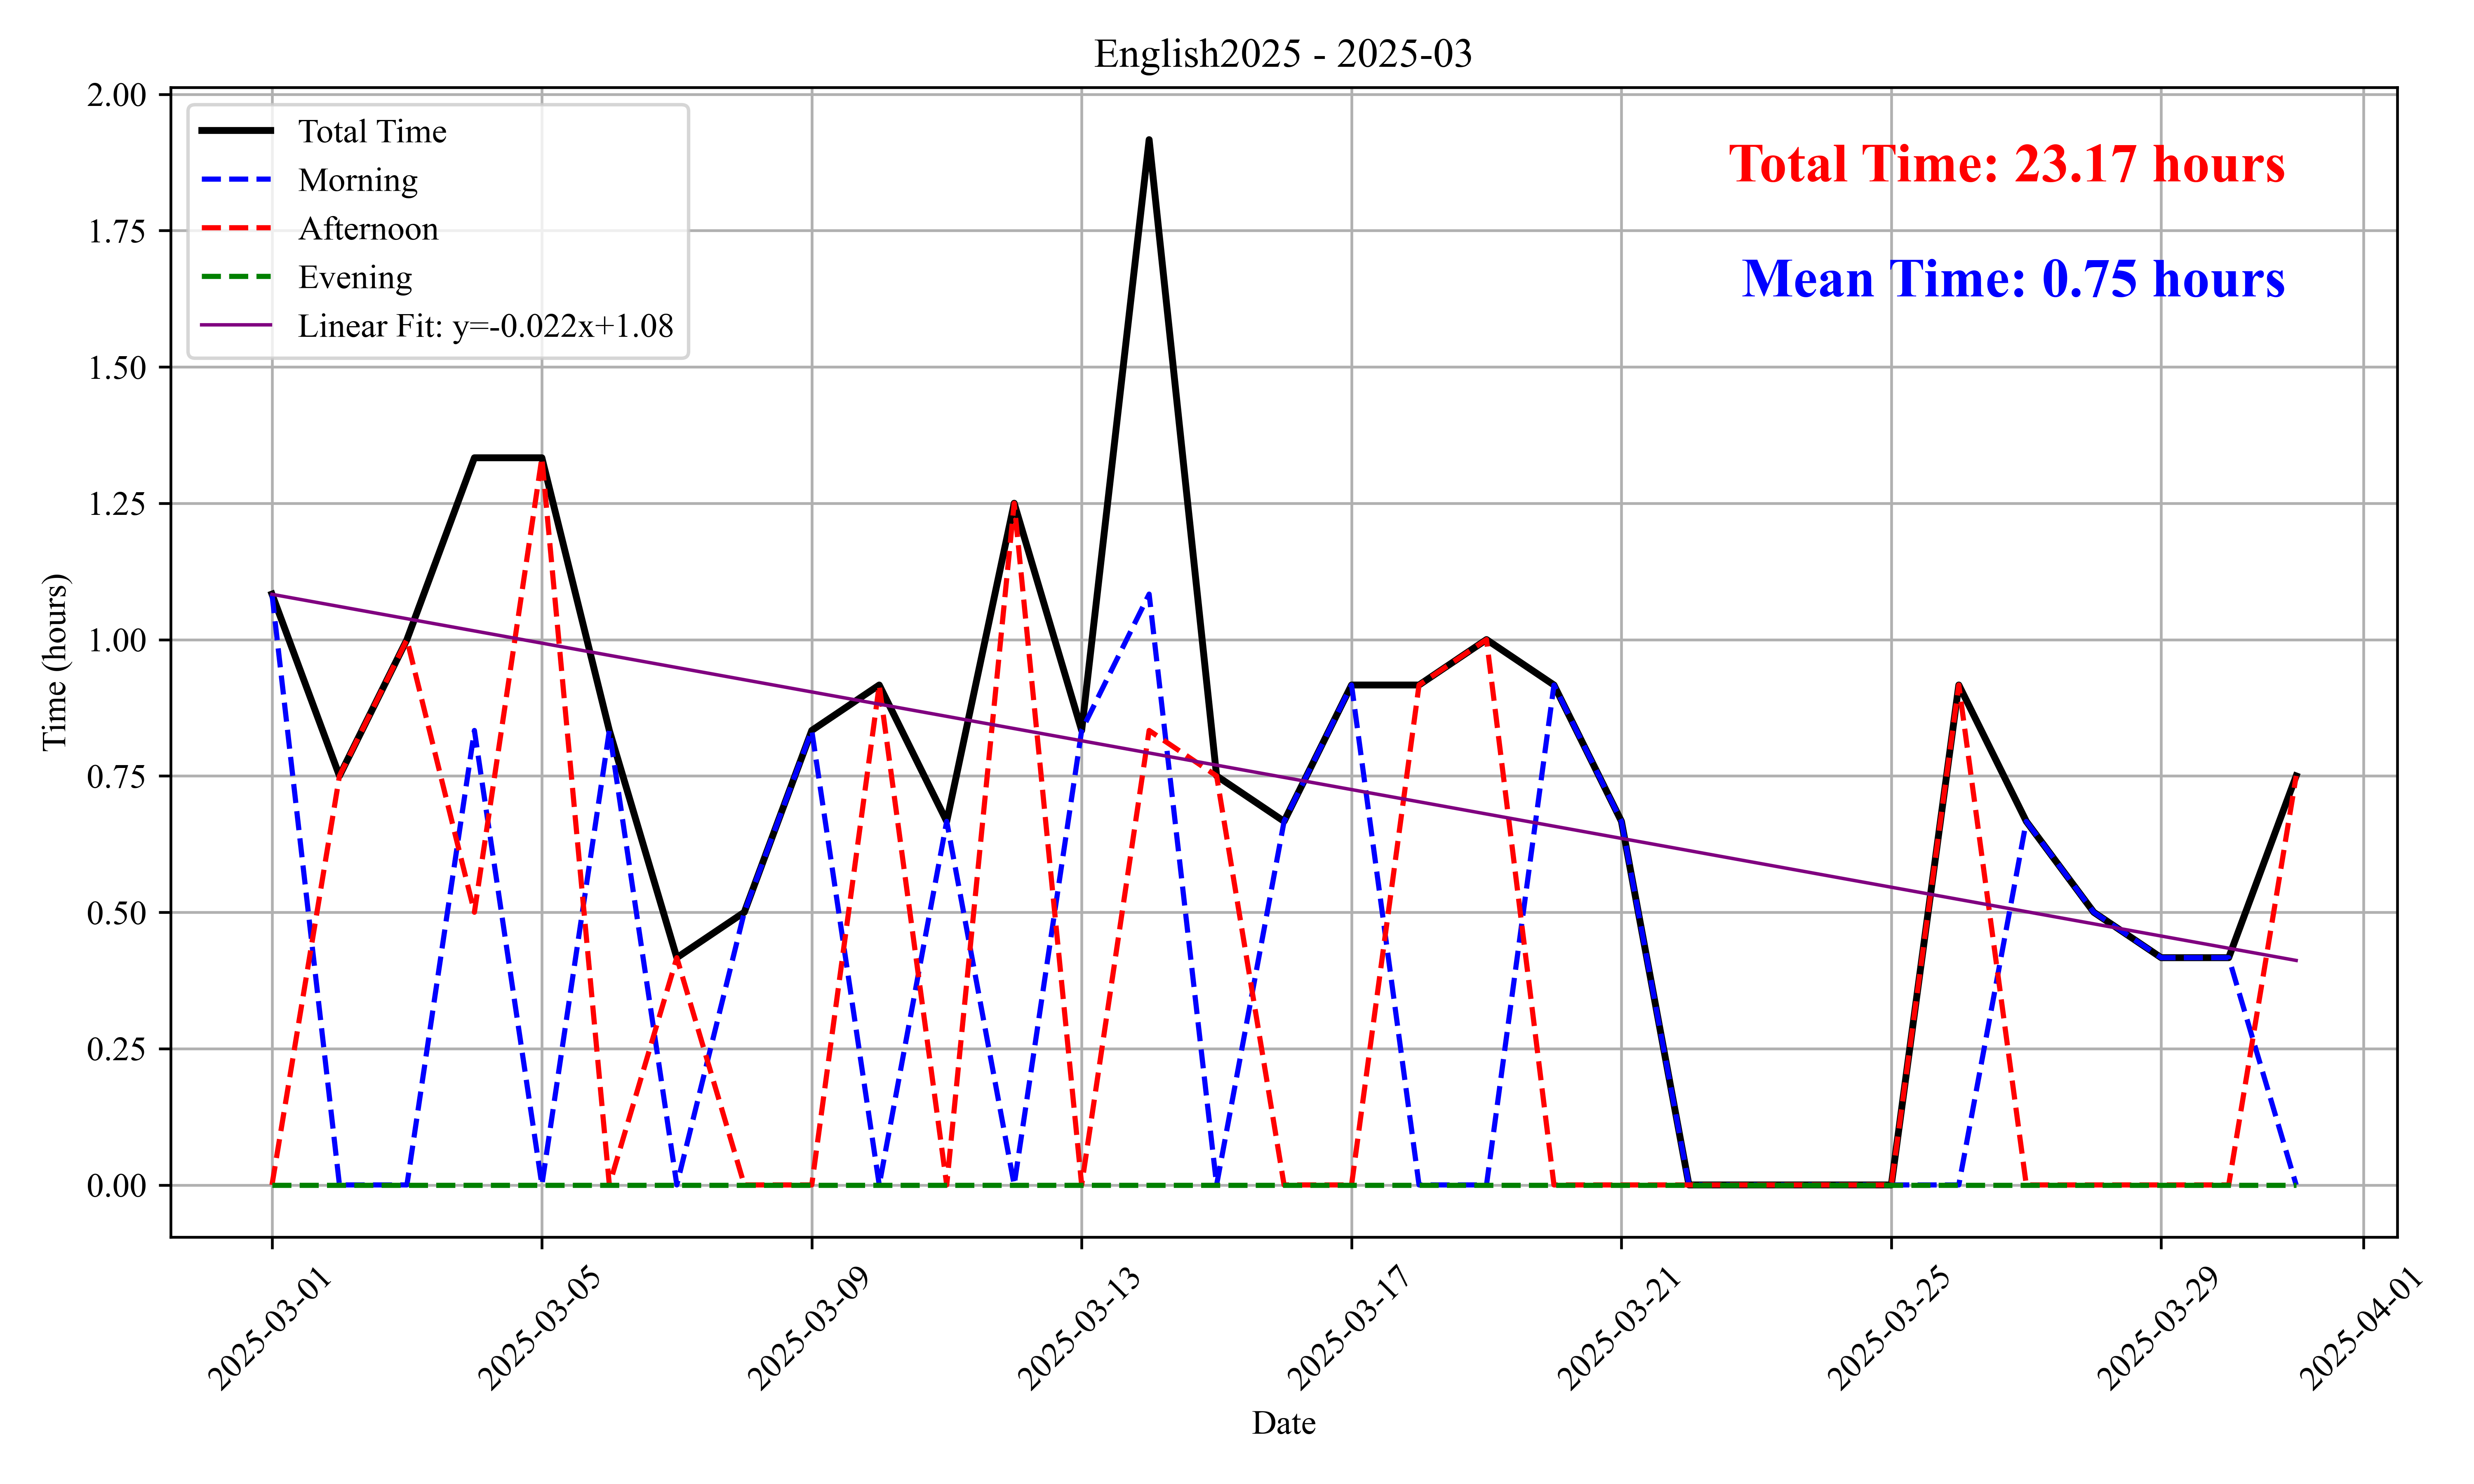 English2025 - 2025-03
2.00
1.75
1.50
1.25
1.00
0.75
0.50
0.25
0.00
Time (hours)
Total Time
Morning
Afternoon
Evening
Linear Fit: y=-0.022x+1.08
Total Time: 23.17 hours
Mean Time: 0.75 hours
2025-03-01
2025-03-05
2025-03-09
2025-03-13
2025-03-17
2025-03-21
2025-03-25
2025-03-29
2025-04-01
Date